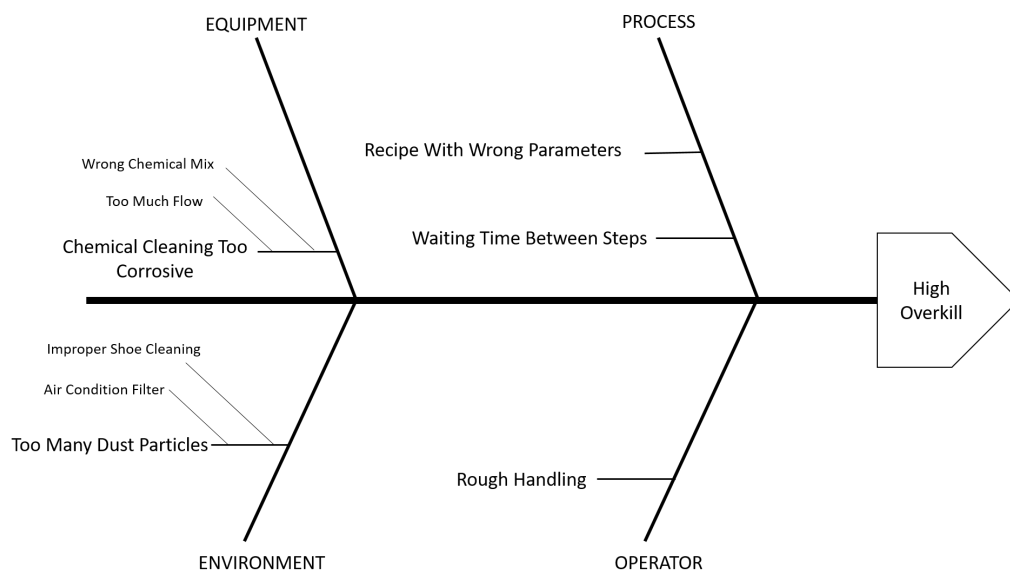 EQUIPMENT
PROCESS
Wrong Chemical Mix
Too Much Flow
Chemical Cleaning Too
Corrosive
Recipe With Wrong Parameters
Waiting Time Between Steps
High
Overkill
Improper Shoe Cleaning
Air Condition Filter
Too Many Dust Particles
Rough Handling
ENVIRONMENT
OPERATOR